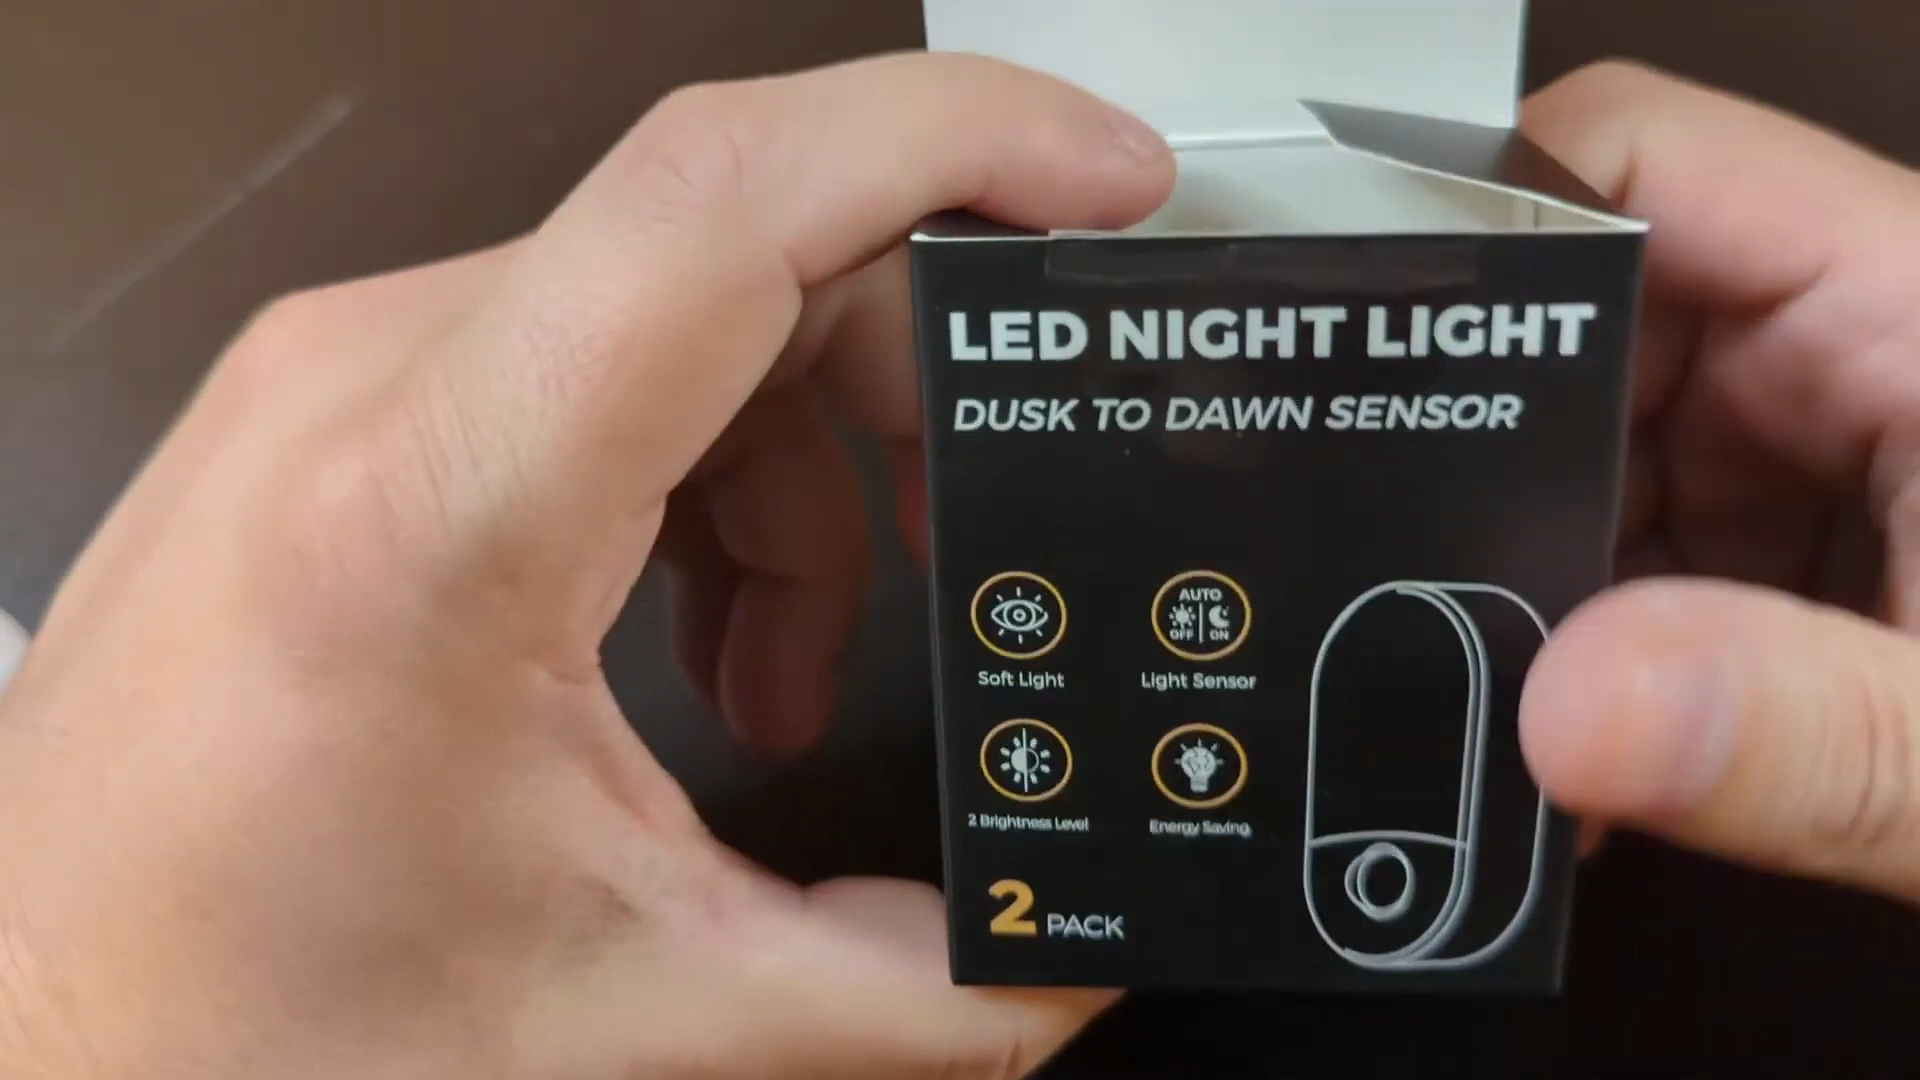 LED NIGHT LIGHT
DUSK TO DAWN SENSOR
AUTO
OFF ON
Soft Light
Light Sensor
2 Brightness Level
Energy Saving
2 PACK